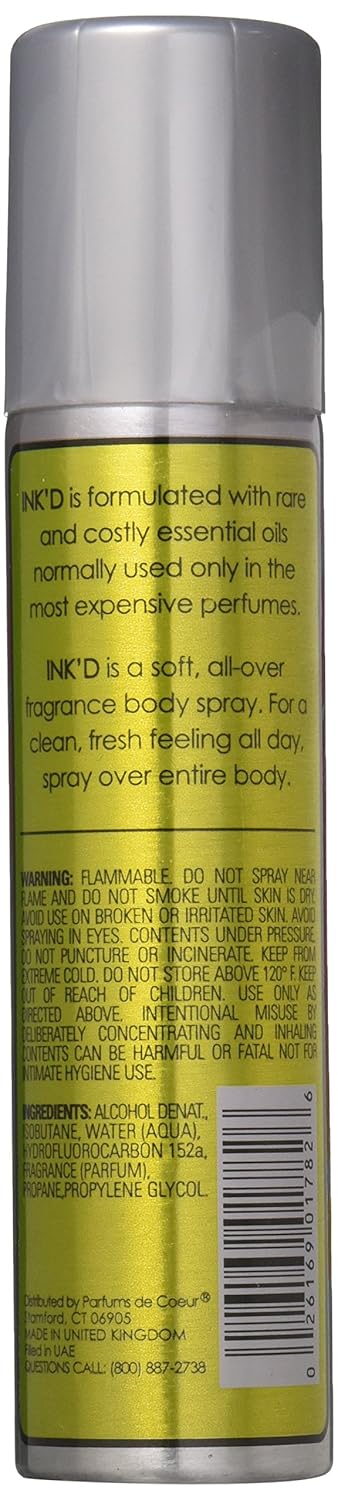 INK'D is formulated with rare
and costly essential oils
normally used only in the
most expensive perfumes.
INK'D is a soft, all-over
fragrance body spray. For a
clean, fresh feeling all day,
spray over entire body.
WARNING: FLAMMABLE. DO NOT SPRAY NEAR
FLAME AND DO NOT SMOKE UNTIL SKIN IS DRY.
AVOID USE ON BROKEN OR IRRITATED SKIN. AVOID
SPRAYING IN EYES. CONTENTS UNDER PRESSURE.
DO NOT PUNCTURE OR INCINERATE. KEEP FROM
EXTREME COLD. DO NOT STORE ABOVE 120° F. KEEP
OUT OF REACH OF CHILDREN. USE ONLY AS
DIRECTED ABOVE. INTENTIONAL MISUSE BY
DELIBERATELY CONCENTRATING AND INHALING
CONTENTS CAN BE HARMFUL OR FATAL NOT FOR
INTIMATE HYGIENE USE.
INGREDIENTS: ALCOHOL DENAT.,
ISOBUTANE, WATER (AQUA),
HYDROFLUOROCARBON 152a,
FRAGRANCE (PARFUM),
PROPANE,PROPYLENE GLYCOL.
Distributed by Parfums de Coeur®
Stamford, CT 06905
MADE IN UNITED KINGDOM
Filled in UAE
QUESTIONS CALL: (800) 887-2738
0 26169 01782 6